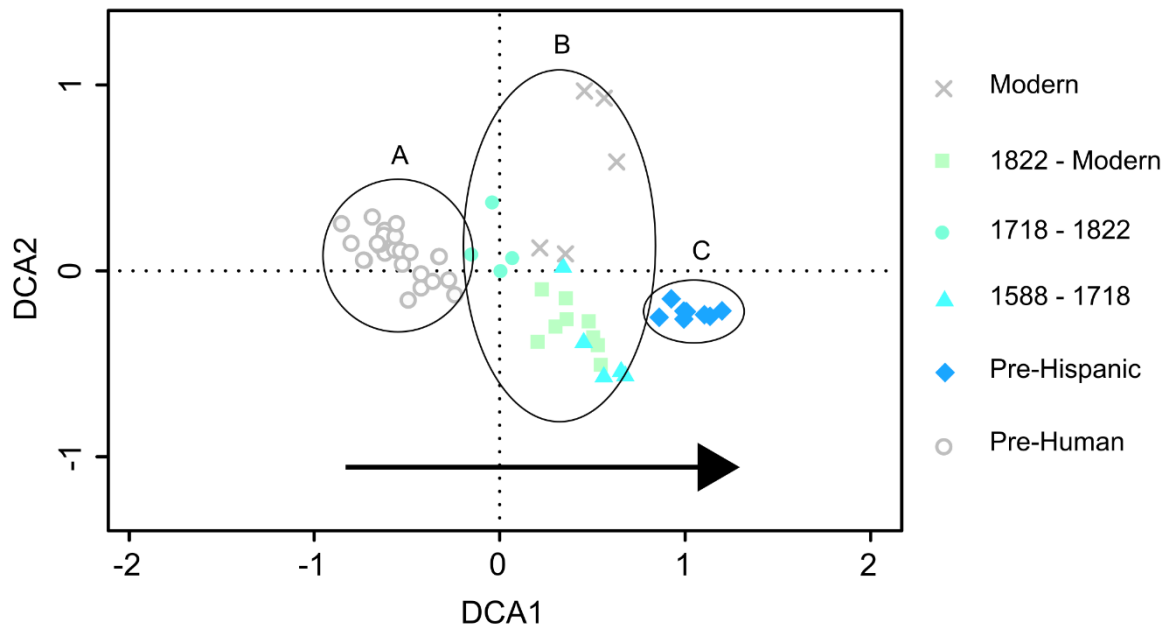 B
A
C
1
0
-1
DCA2
-2
-1
0
1
2
DCA1
Modern
1822 - Modern
1718 - 1822
1588 - 1718
Pre-Hispanic
Pre-Human